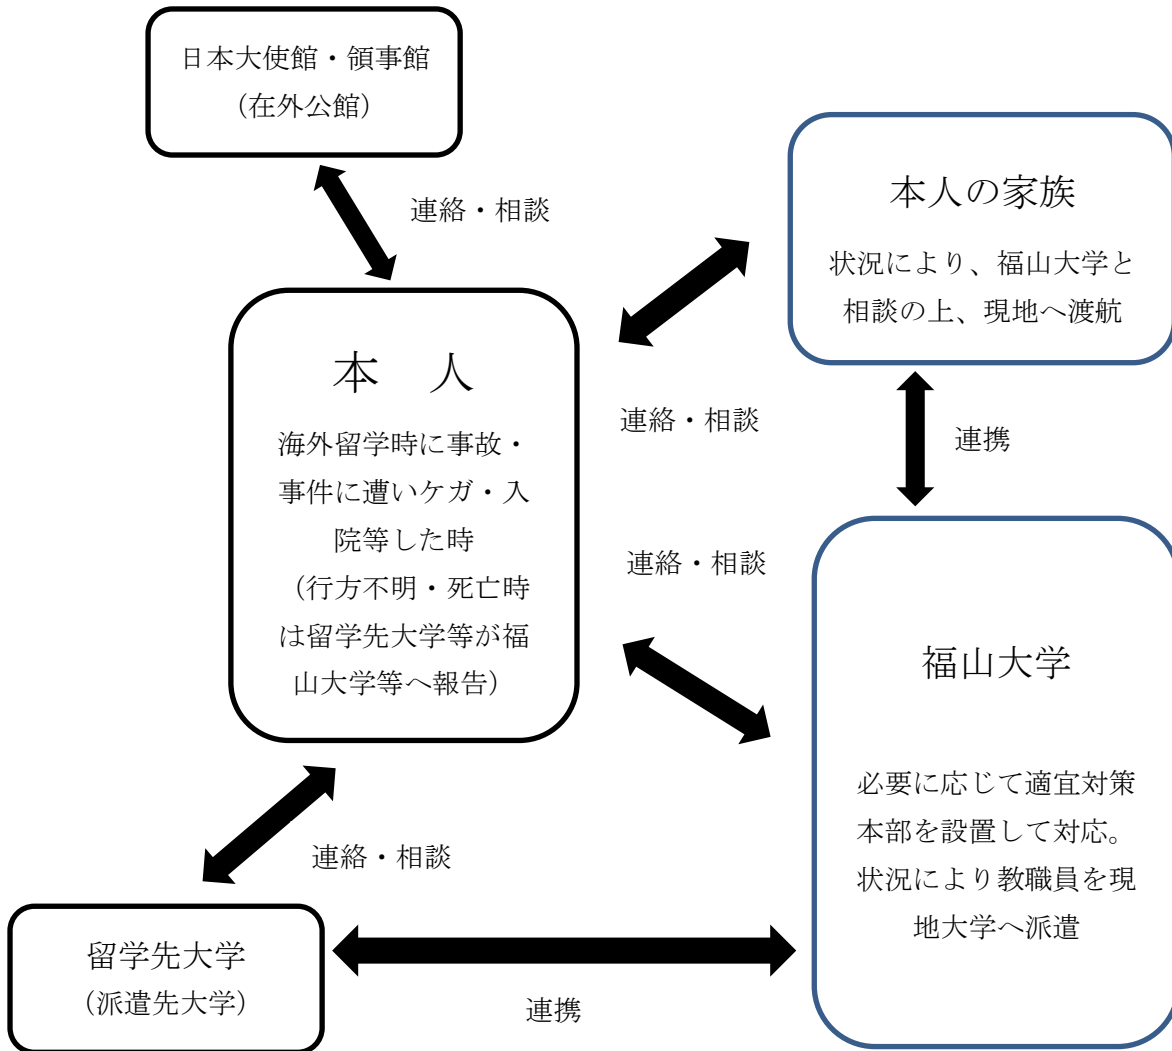 日本大使館・領事館
(在外公館)
連絡・相談
本人の家族
状況により、福山大学と
相談の上、現地へ渡航
本　人
海外留学時に事故・
事件に遭いケガ・入
院等した時
(行方不明・死亡時
は留学先大学等が福
山大学等へ報告)
連絡・相談
連携
連絡・相談
福山大学
必要に応じて適宜対策
本部を設置して対応。
状況により教職員を現
地大学へ派遣
連絡・相談
留学先大学
(派遣先大学)
連携